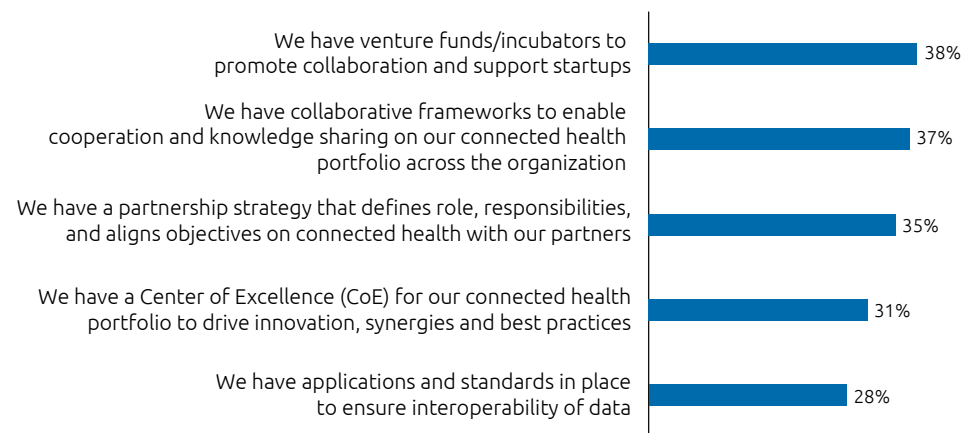 We have venture funds/incubators to
promote collaboration and support startups
38%
We have collaborative frameworks to enable
cooperation and knowledge sharing on our connected health
portfolio across the organization
37%
We have a partnership strategy that defines role, responsibilities,
and aligns objectives on connected health with our partners
35%
We have a Center of Excellence (CoE) for our connected health
portfolio to drive innovation, synergies and best practices
31%
We have applications and standards in place
to ensure interoperability of data
28%